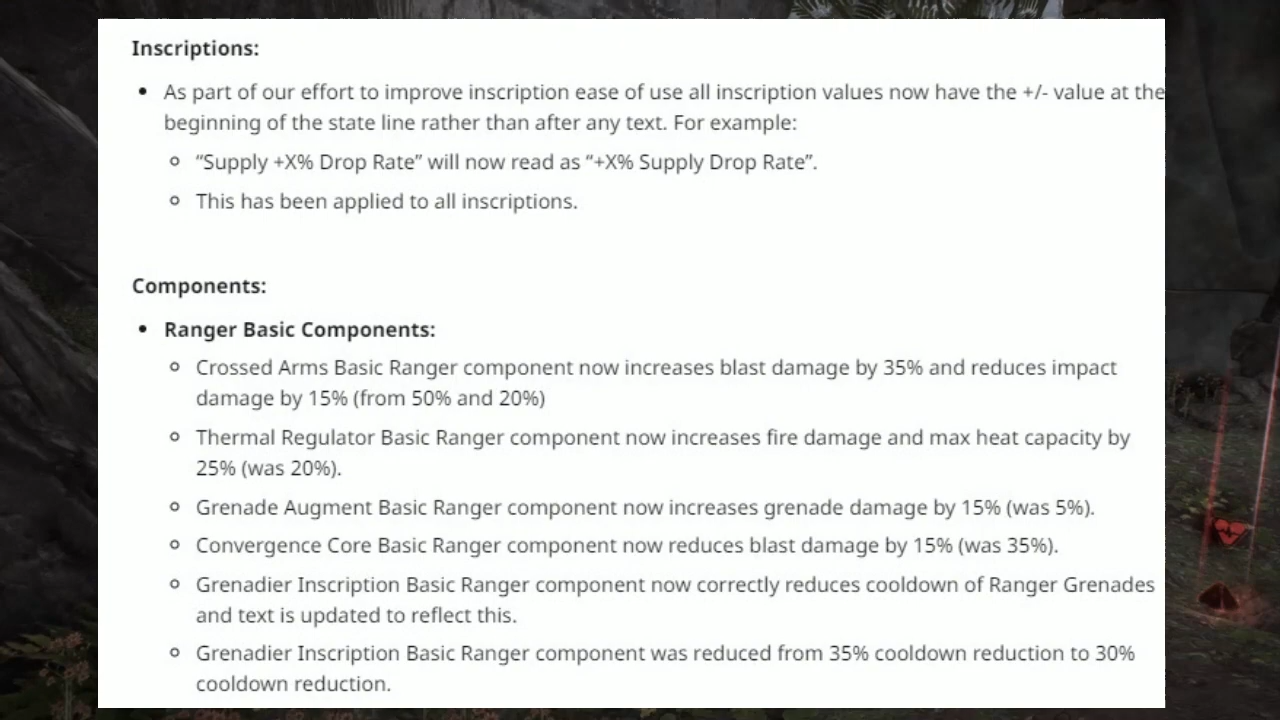 Inscriptions:
• As part of our effort to improve inscription ease of use all inscription values now have the +/- value at the
beginning of the state line rather than after any text. For example:
○ “Supply +X% Drop Rate” will now read as “+X% Supply Drop Rate”.
○ This has been applied to all inscriptions.
Components:
• Ranger Basic Components:
○ Crossed Arms Basic Ranger component now increases blast damage by 35% and reduces impact
damage by 15% (from 50% and 20%)
○ Thermal Regulator Basic Ranger component now increases fire damage and max heat capacity by
25% (was 20%).
○ Grenade Augment Basic Ranger component now increases grenade damage by 15% (was 5%).
○ Convergence Core Basic Ranger component now reduces blast damage by 15% (was 35%).
○ Grenadier Inscription Basic Ranger component now correctly reduces cooldown of Ranger Grenades
and text is updated to reflect this.
○ Grenadier Inscription Basic Ranger component was reduced from 35% cooldown reduction to 30%
cooldown reduction.